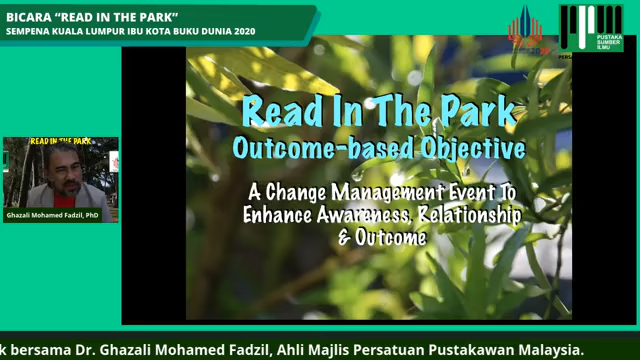 BICARA “READ IN THE PARK”
SEMPENA KUALA LUMPUR IBU KOTA BUKU DUNIA 2020
PUSTAKA
SUMBER
ILMU
Read In The Park
Outcome-based Objective
A Change Management Event To
Enhance Awareness, Relationship
& Outcome
READ IN THE PARK
Ghazali Mohamed Fadzil, PhD
k bersama Dr. Ghazali Mohamed Fadzil, Ahli Majlis Persatuan Pustakawan Malaysia.